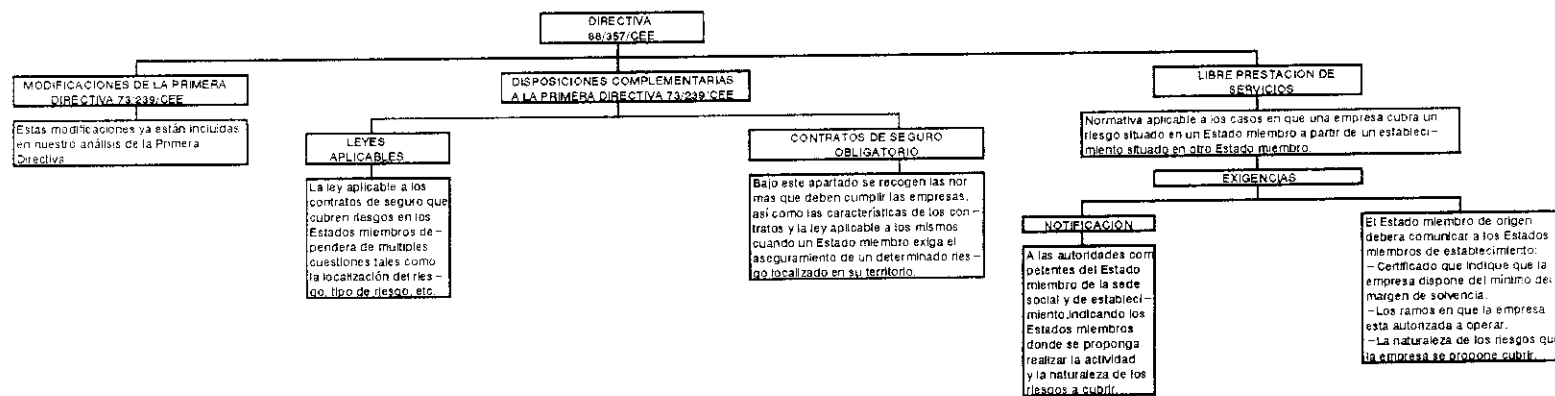 DIRECTIVA
88/357/CEE
MODIFICACIONES DE LA PRIMERA
DIRECTIVA 73/239/CEE
Estas modificaciones ya están incluidas
en nuestro análisis de la Primera
Directiva
DISPOSICIONES COMPLEMENTARIAS
A LA PRIMERA DIRECTIVA 73/239/CEE
LEYES
APLICABLES
La ley aplicable a los
contratos de seguro que
cubren riesgos en los
Estados miembros de-
pendera de multiples
cuestiones tales como
la localización del ries-
go, tipo de riesgo, etc.
CONTRATOS DE SEGURO
OBLIGATORIO
Bajo este apartado se recogen las nor
mas que deben cumplir las empresas,
así como las características de los con-
tratos y la ley aplicable a los mismos
cuando un Estado miembro exiga el
aseguramiento de un determinado ries-
go localizado en su territorio.
LIBRE PRESTACION DE
SERVICIOS
Normativa aplicable a los casos en que una empresa cubra un
riesgo situado en un Estado miembro a partir de un estableci-
miento situado en otro Estado miembro.
EXIGENCIAS
NOTIFICACION
A las autoridades com
petentes del Estado
miembro de la sede
social y de estableci-
miento, indicando los
Estados miembros
donde se proponga
realizar la actividad
y la naturaleza de los
riesgos a cubrir.
El Estado miembro de origen
debera comunicar a los Estados
miembros de establecimiento:
-Certificado que indique que la
empresa dispone del mínimo del
margen de solvencia.
-Los ramos en que la empresa
esta autorizada a operar.
-La naturaleza de los riesgos que
la empresa se propone cubrir.